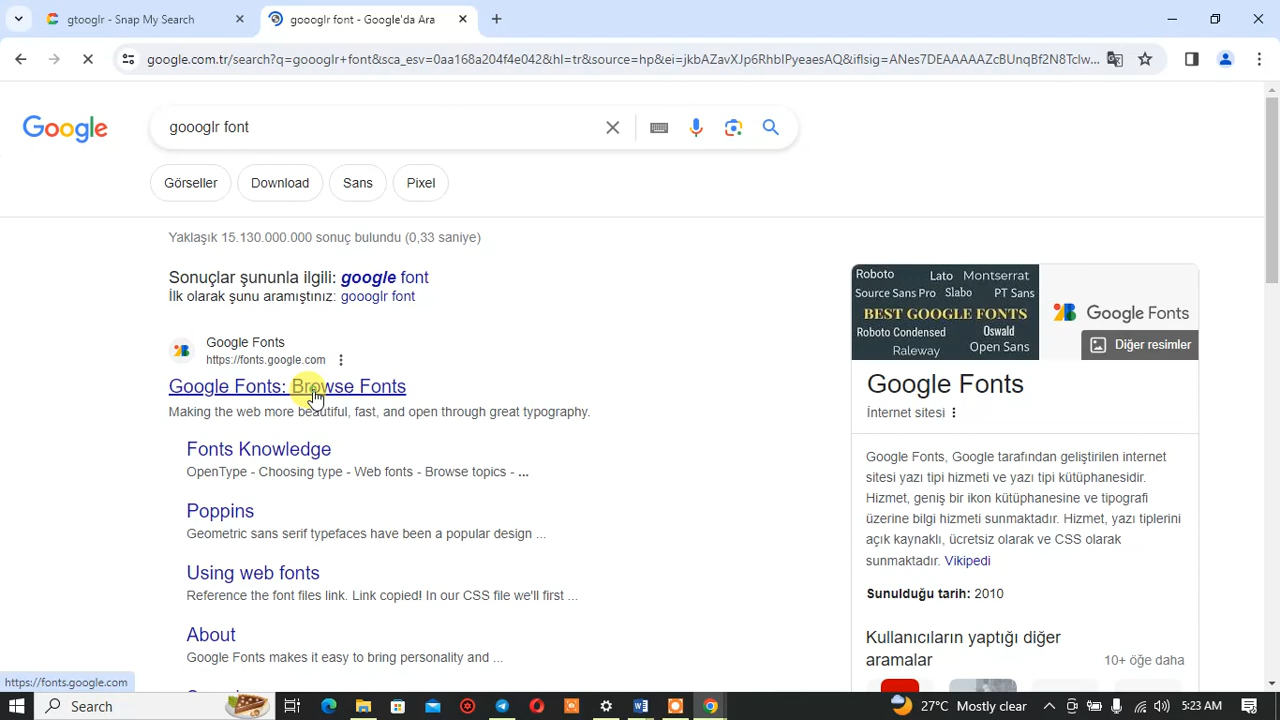 gtooglr - Snap My Search
goooglr font - Google'da Ara
google.com.tr/search?q=goooglr+font&sca_esv=0aa168a204f4e942&hl=tr&source=hp&ei=jkbAZavXJp6RhbIPyeaesAQ&iflsig=ANes7DEAAAAAZcBUnqBf2N8Tclw...
Google
goooglr font
Görseller
Download
Sans
Pixel
Yaklaşık 15.130.000.000 sonuç bulundu (0,33 saniye)
Sonuçlar şununla ilgili: google font
İlk olarak şunu aramıştınız: goooglr font
Google Fonts
https://fonts.google.com
Google Fonts: Browse Fonts
Making the web more beautiful, fast, and open through great typography.
Fonts Knowledge
OpenType - Choosing type - Web fonts - Browse topics - ...
Poppins
Geometric sans serif typefaces have been a popular design ...
Using web fonts
Reference the font files link. Link copied! In our CSS file we'll first ...
About
Google Fonts makes it easy to bring personality and ...
Roboto
Lato
Montserrat
Source Sans Pro
Slabo
PT Sans
BEST GOOGLE FONTS
Roboto Condensed
Oswald
Raleway
Open Sans
Google Fonts
Diğer resimler
Google Fonts
İnternet sitesi
Google Fonts, Google tarafından geliştirilen internet
sitesi yazı tipi hizmeti ve yazı tipi kütüphanesidir.
Hizmet, geniş bir ikon kütüphanesine ve tipografi
üzerine bilgi hizmeti sunmaktadır. Hizmet, yazı tiplerini
açık kaynaklı, ücretsiz olarak ve CSS olarak
sunmaktadır. Vikipedi
Sunulduğu tarih: 2010
Kullanıcıların yaptığı diğer
aramalar
10+ öğe daha
https://fonts.google.com
Search
27°C Mostly clear
5:23 AM